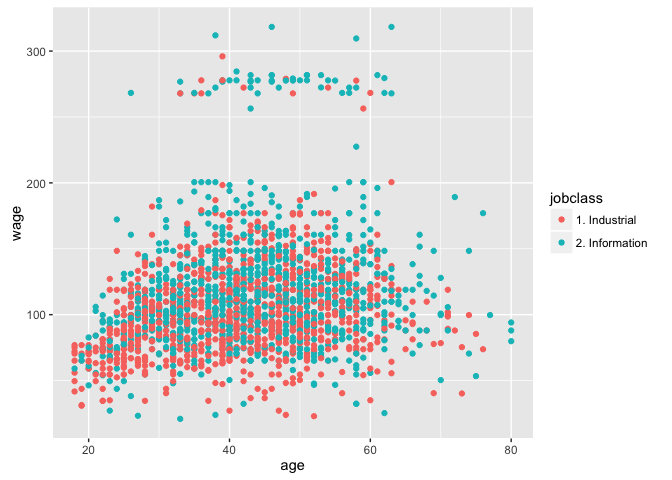 300
200
100
wage
20 40 60 80
age
jobclass
1. Industrial
2. Information